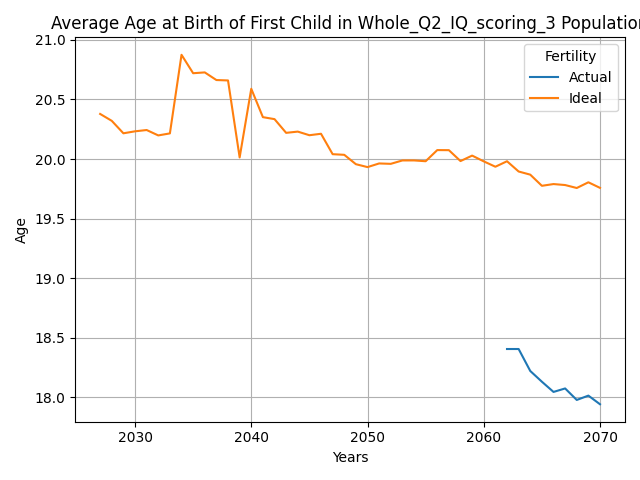 Average Age at Birth of First Child in Whole_Q2_IQ_scoring_3 Population
21.0
20.5
20.0
19.5
19.0
18.5
18.0
Age
Fertility
Actual
Ideal
2030 2040 2050 2060 2070
Years